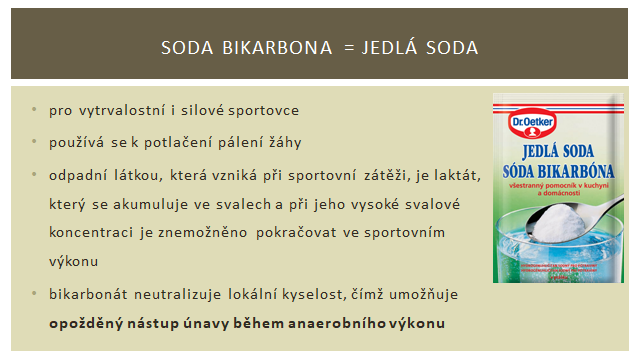 SODA BIKARBONA = JEDLÁ SODA
• pro vytrvalostní i silové sportovce
• používá se k potlačení pálení žáhy
• odpadní látkou, která vzniká při sportovní zátěži, je laktát,
který se akumuluje ve svalech a při jeho vysoké svalové
koncentraci je znemožněno pokračovat ve sportovním
výkonu
• bikarbonát neutralizuje lokální kyselost, čímž umožňuje
opožděný nástup únavy během anaerobního výkonu
Dr.Oetker
JEDLÁ SODA
SÓDA BIKARBÓNA
všestranný pomocník v kuchyni
a domácnosti